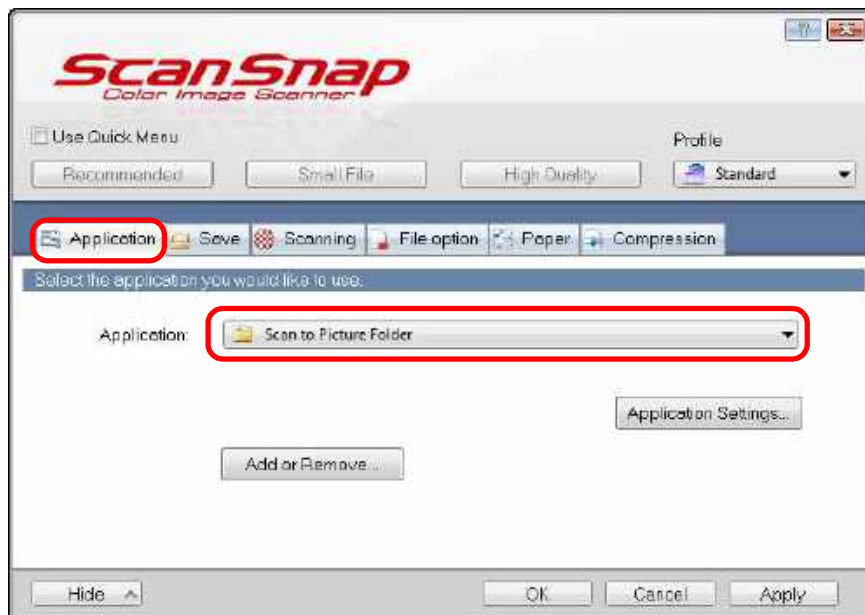 ScanSnap
Color Image Scanner
Use Quick Menu
Profile
Recommended Small File High Quality Standard
Application Save Scanning File option Paper Compression
Select the application you would like to use.
Application: Scan to Picture Folder
Application Settings...
Add or Remove...
Hide OK Cancel Apply